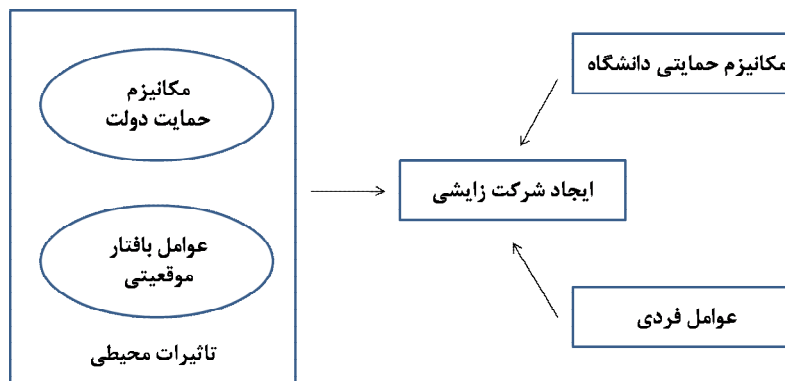 مکانیزم حمایتی دانشگاه
مکانیزم
حمایت دولت
ایجاد شرکت زایشی
عوامل بافتار
موقعیتی
عوامل فردی
تاثیرات محیطی